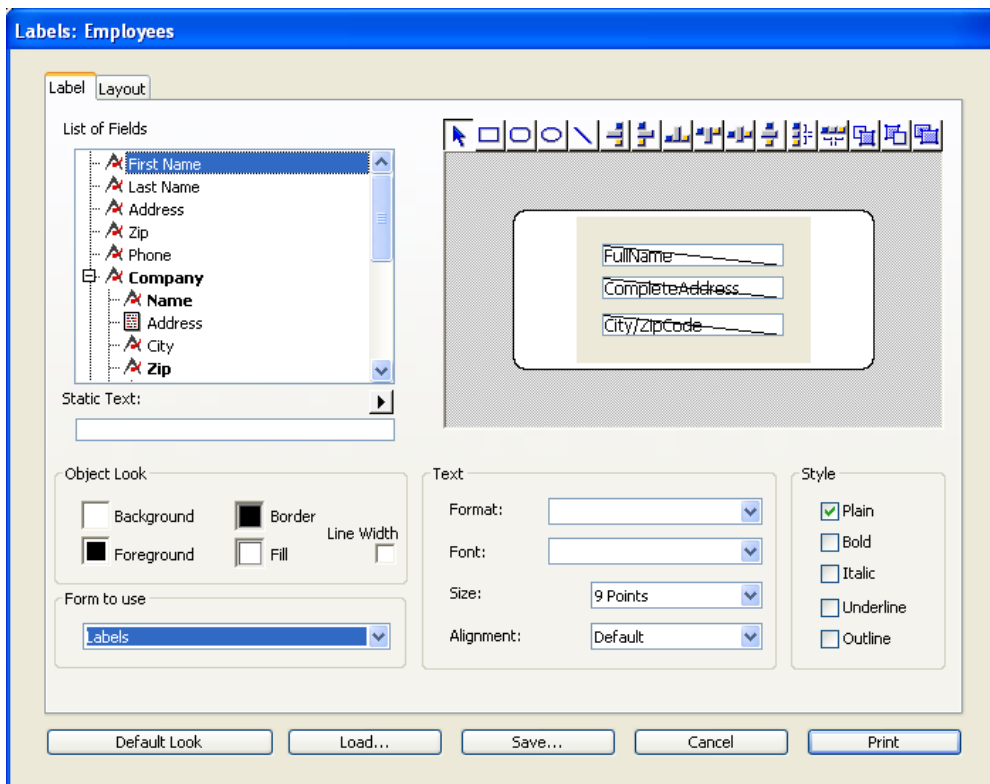 Labels: Employees
Label
Layout
List of Fields
First Name
Last Name
Address
Zip
Phone
Company
Name
Address
City
Zip
FullName
CompleteAddress
City/ZipCode
Static Text:
Object Look
Background
Border
Line Width
Foreground
Fill
Form to use
Labels
Text
Format:
Font:
Size:
9 Points
Alignment:
Default
Style
Plain
Bold
Italic
Underline
Outline
Default Look
Load...
Save...
Cancel
Print